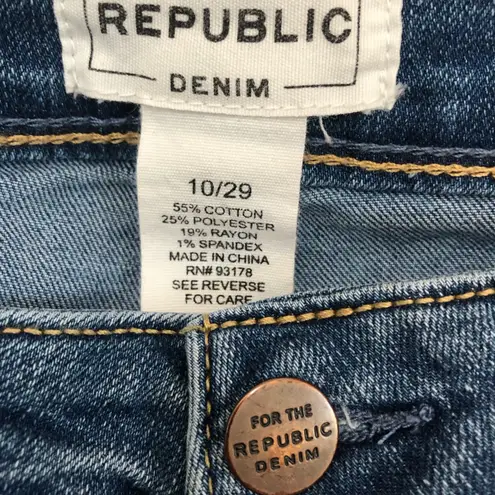 REPUBLIC
DENIM
10/29
55% COTTON
25% POLYESTER
19% RAYON
1% SPANDEX
MADE IN CHINA
RN# 93178
SEE REVERSE
FOR CARE
FOR THE
REPUBLIC
DENIM